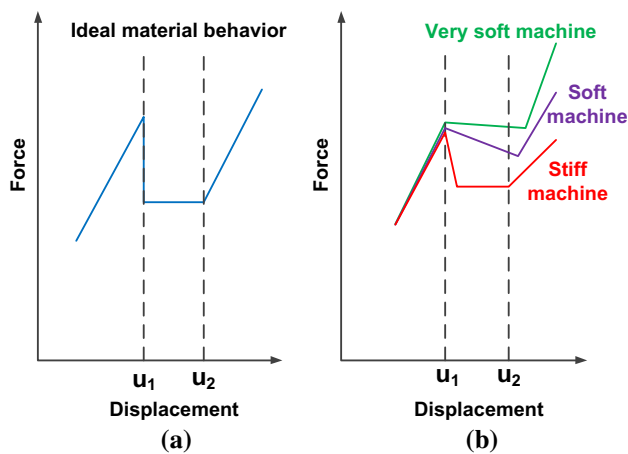 Ideal material behavior
Force
u1
u2
Displacement
(a)
Very soft machine
Soft
machine
Stiff
machine
Force
u1
u2
Displacement
(b)